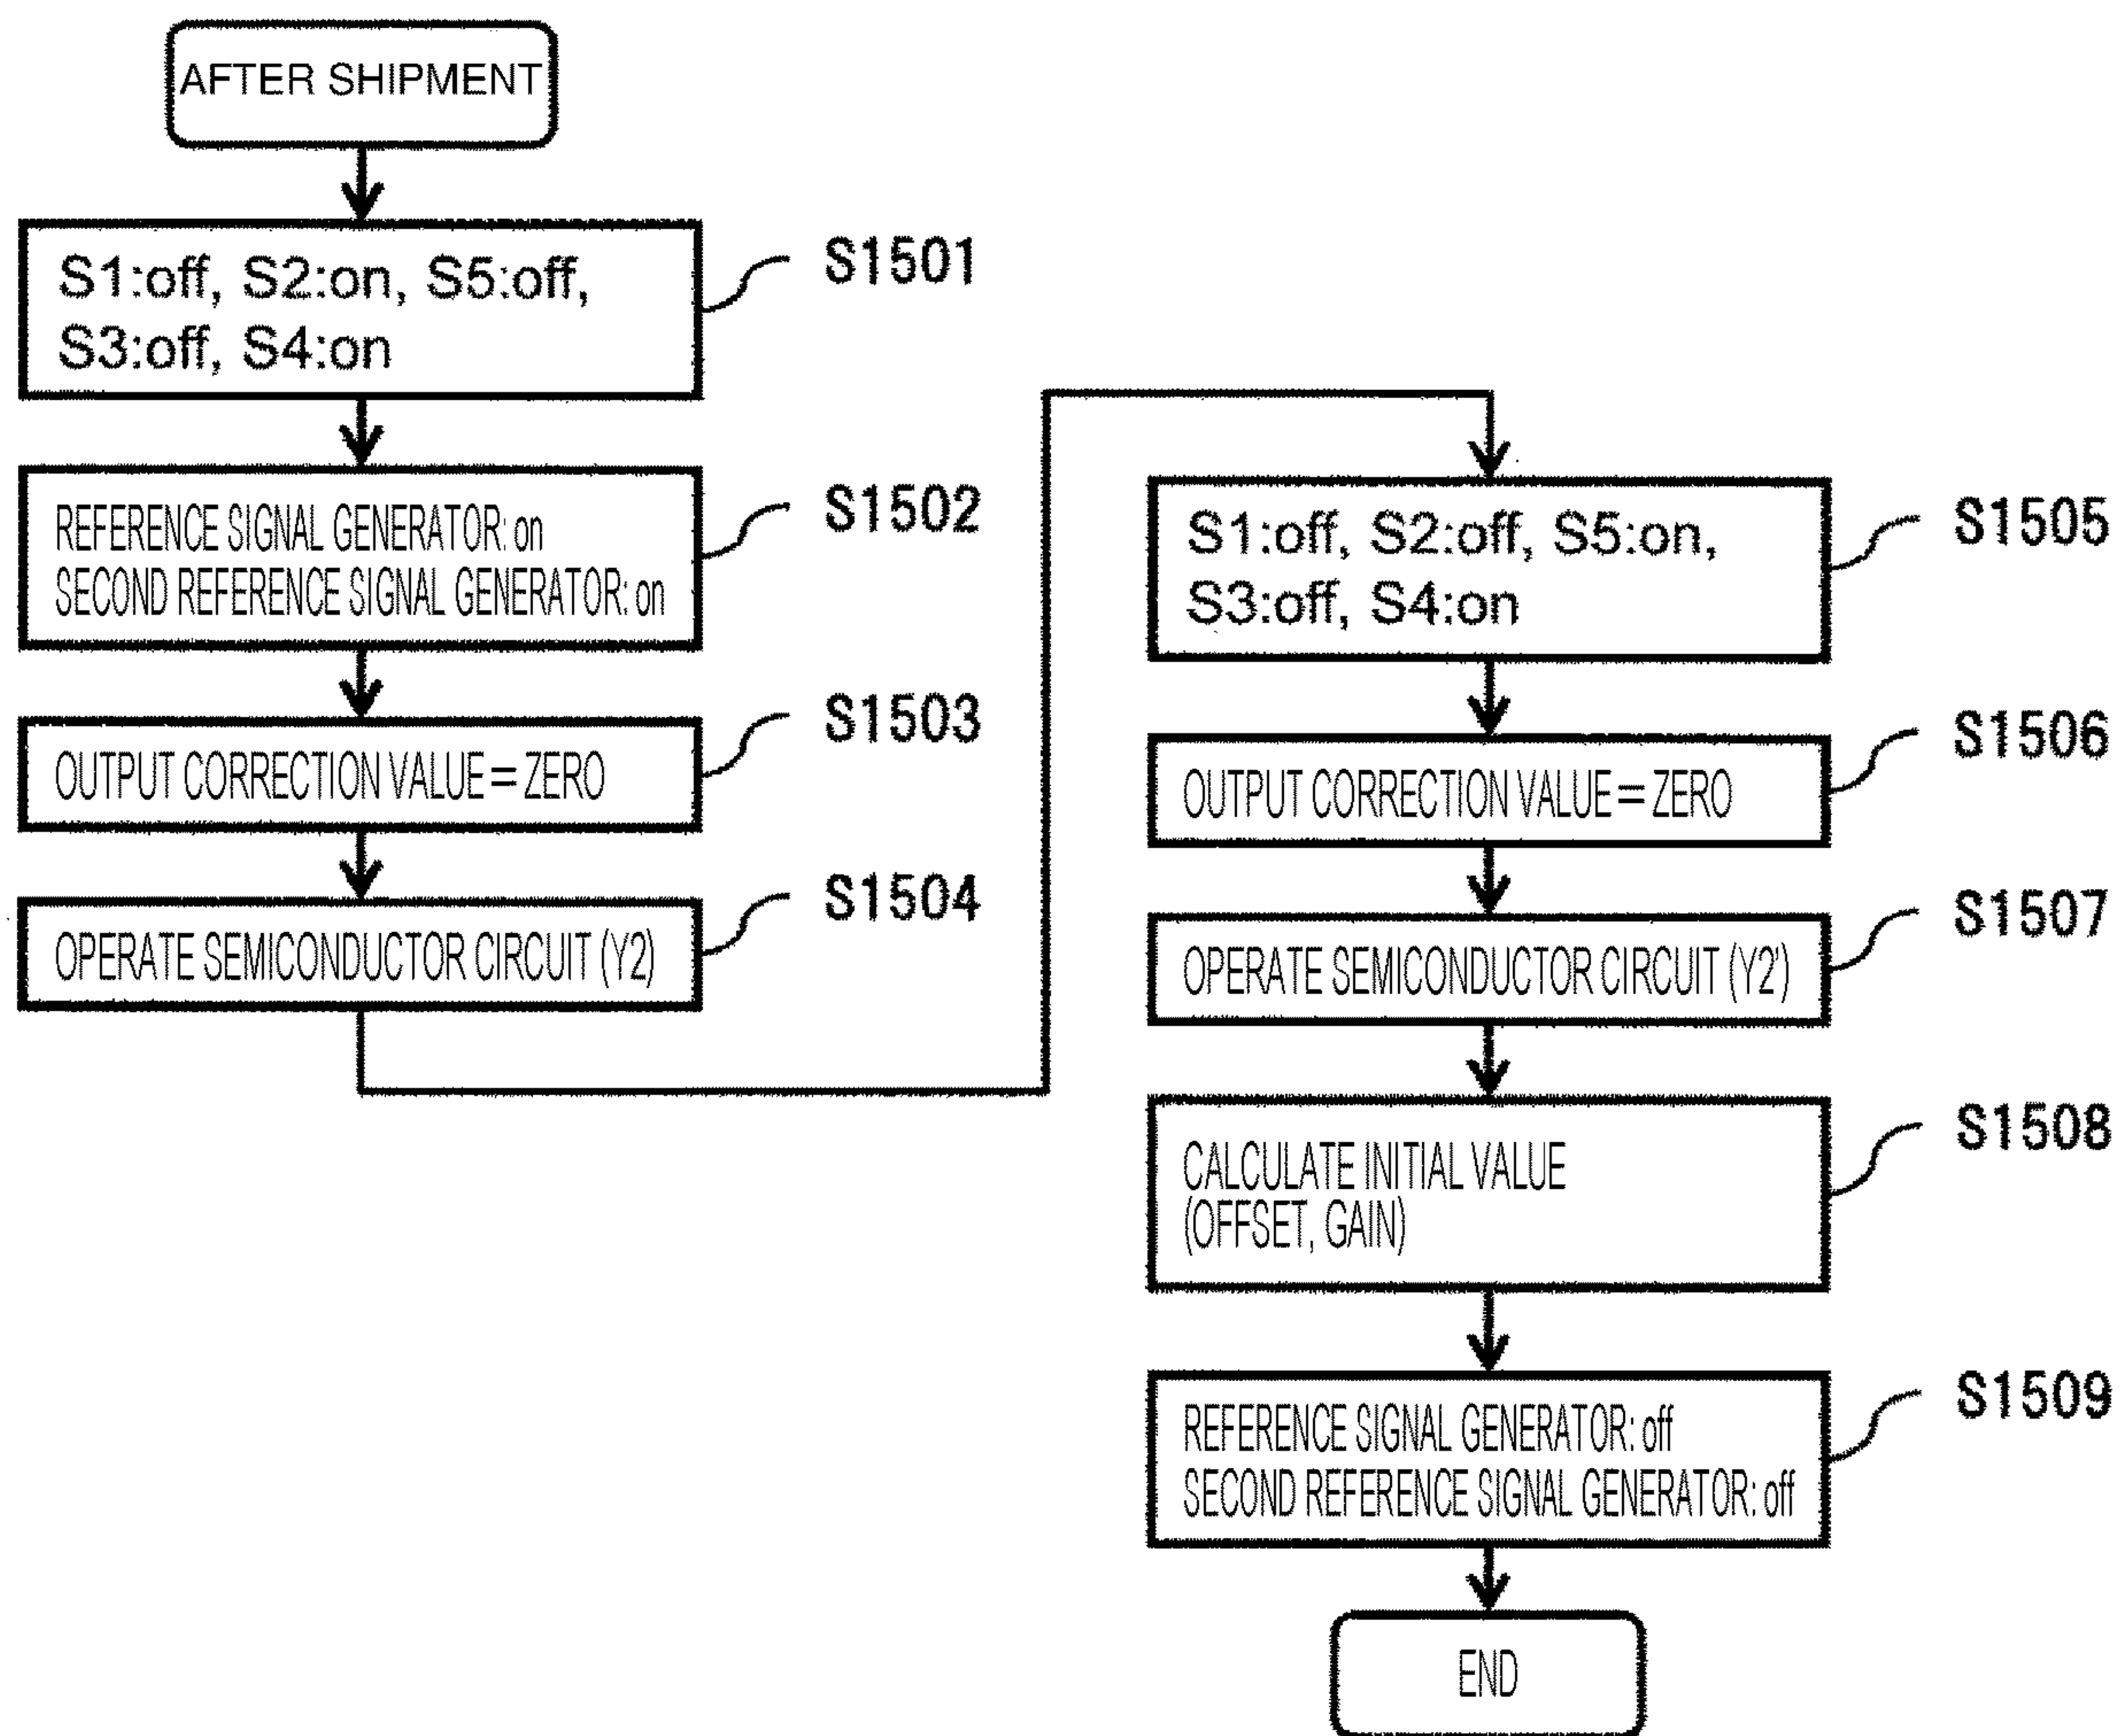 AFTER SHIPMENT
S1:off, S2:on, S5:off,
S3:off, S4:on
S1501
REFERENCE SIGNAL GENERATOR: on
SECOND REFERENCE SIGNAL GENERATOR: on
S1502
OUTPUT CORRECTION VALUE = ZERO
S1503
OPERATE SEMICONDUCTOR CIRCUIT (Y2)
S1504
S1:off, S2:off, S5:on,
S3:off, S4:on
S1505
OUTPUT CORRECTION VALUE = ZERO
S1506
OPERATE SEMICONDUCTOR CIRCUIT (Y2')
S1507
CALCULATE INITIAL VALUE
(OFFSET, GAIN)
S1508
REFERENCE SIGNAL GENERATOR: off
SECOND REFERENCE SIGNAL GENERATOR: off
S1509
END